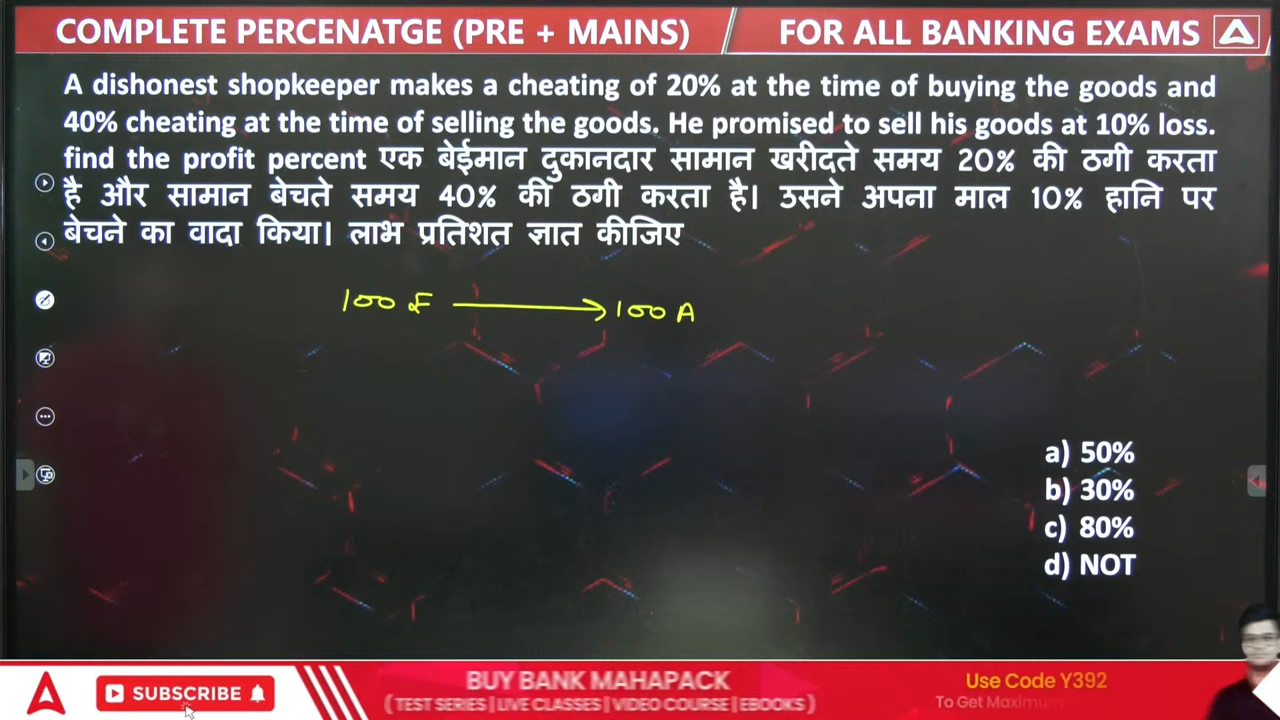 COMPLETE PERCENATGE (PRE + MAINS)
FOR ALL BANKING EXAMS
A dishonest shopkeeper makes a cheating of 20% at the time of buying the goods and
40% cheating at the time of selling the goods. He promised to sell his goods at 10% loss.
find the profit percent एक बेईमान दुकानदार सामान खरीदते समय 20% की ठगी करता
है और सामान बेचते समय 40% की ठगी करता है। उसने अपना माल 10% हानि पर
बेचने का वादा किया। लाभ प्रतिशत ज्ञात कीजिए
100 ₹ → 100 A
a) 50%
b) 30%
c) 80%
d) NOT
SUBSCRIBE
BUY BANK MAHAPACK
( TEST SERIES | LIVE CLASSES | VIDEO COURSE | EBOOKS )
Use Code Y392
To Get Maximum